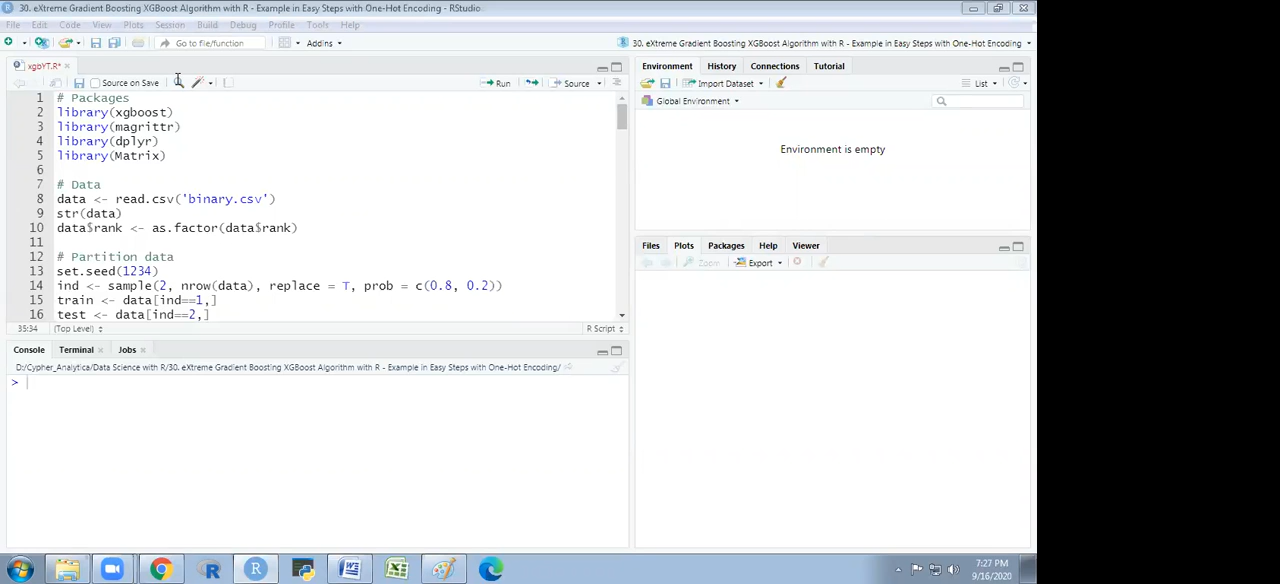 30. eXtreme Gradient Boosting XGBoost Algorithm with R - Example in Easy Steps with One-Hot Encoding - RStudio
File Edit Code View Plots Session Build Debug Profile Tools Help
Go to file/function
Addins
30. eXtreme Gradient Boosting XGBoost Algorithm with R - Example in Easy Steps with One-Hot Encoding
xgbYT.R*
Source on Save
Run
Source
1 # Packages
2 library(xgboost)
3 library(magrittr)
4 library(dplyr)
5 library(Matrix)
6
7 # Data
8 data <- read.csv('binary.csv')
9 str(data)
10 data$rank <- as.factor(data$rank)
11
12 # Partition data
13 set.seed(1234)
14 ind <- sample(2, nrow(data), replace = T, prob = c(0.8, 0.2))
15 train <- data[ind==1,]
16 test <- data[ind==2,]
35:34 (Top Level) R Script
Console Terminal Jobs
D:/Cypher_Analytica/Data Science with R/30. eXtreme Gradient Boosting XGBoost Algorithm with R - Example in Easy Steps with One-Hot Encoding/
>
Environment History Connections Tutorial
Import Dataset List
Global Environment
Environment is empty
Files Plots Packages Help Viewer
Zoom Export
7:27 PM
9/16/2020